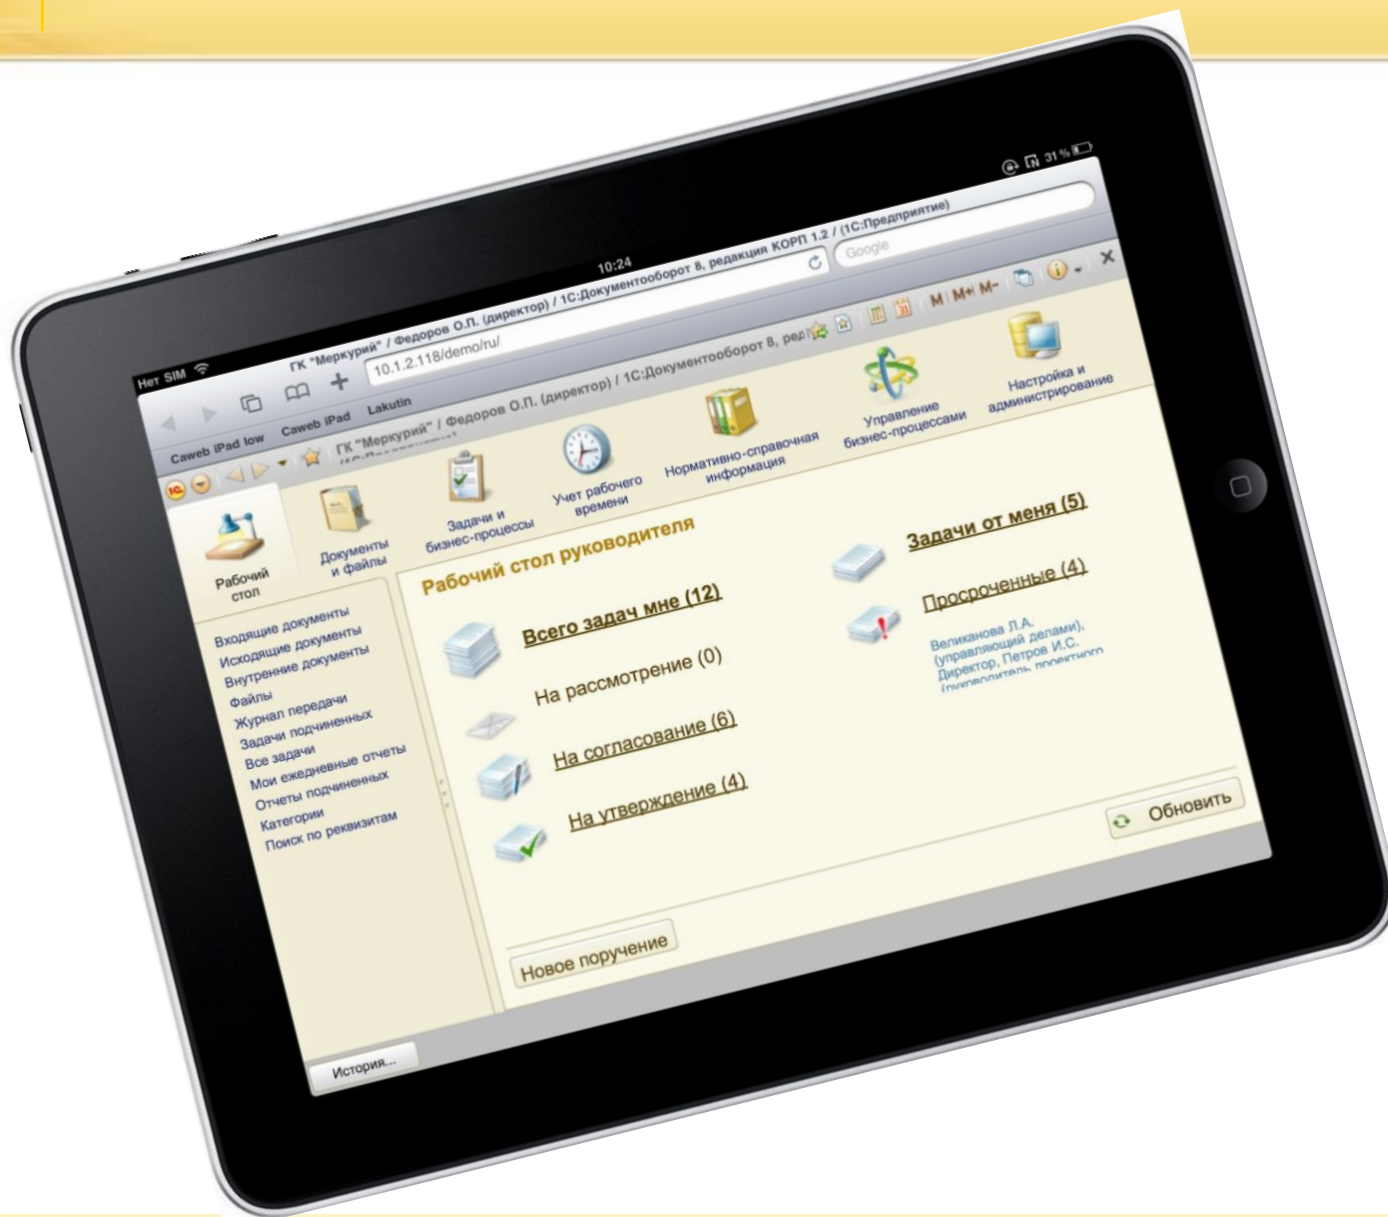 Нет SIM
10:24
31 %
ГК "Меркурий" / Федоров О.П. (директор) / 1С:Документооборот 8, редакция КОРП 1.2 / (1С:Предприятие)
10.1.2.118/demo/ru/
Google
Caweb iPad low
Caweb iPad
Lakutin
1С
ГК "Меркурий" / Федоров О.П. (директор) / 1С:Документооборот 8, ред
31
M
M+
M-
Рабочий
стол
Документы
и файлы
Задачи и
бизнес-процессы
Учет рабочего
времени
Нормативно-справочная
информация
Управление
бизнес-процессами
Настройка и
администрирование
Входящие документы
Исходящие документы
Внутренние документы
Файлы
Журнал передачи
Задачи подчиненных
Все задачи
Мои ежедневные отчеты
Отчеты подчиненных
Категории
Поиск по реквизитам
Рабочий стол руководителя
Всего задач мне (12)
На рассмотрение (0)
На согласование (6)
На утверждение (4)
Задачи от меня (5)
Просроченные (4)
Великанова Л.А.
(управляющий делами),
Директор, Петров И.С.
(руководитель проектного
Обновить
Новое поручение
История...